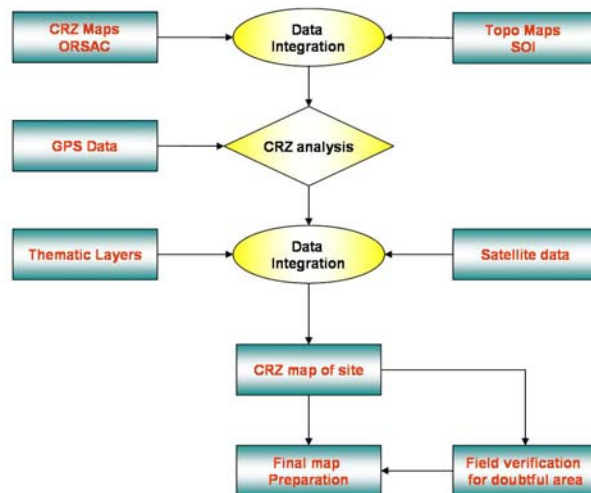 CRZ Maps
ORSAC
Data
Integration
Topo Maps
SOI
GPS Data
CRZ analysis
Thematic Layers
Data
Integration
Satellite data
CRZ map of site
Final map
Preparation
Field verification
for doubtful area